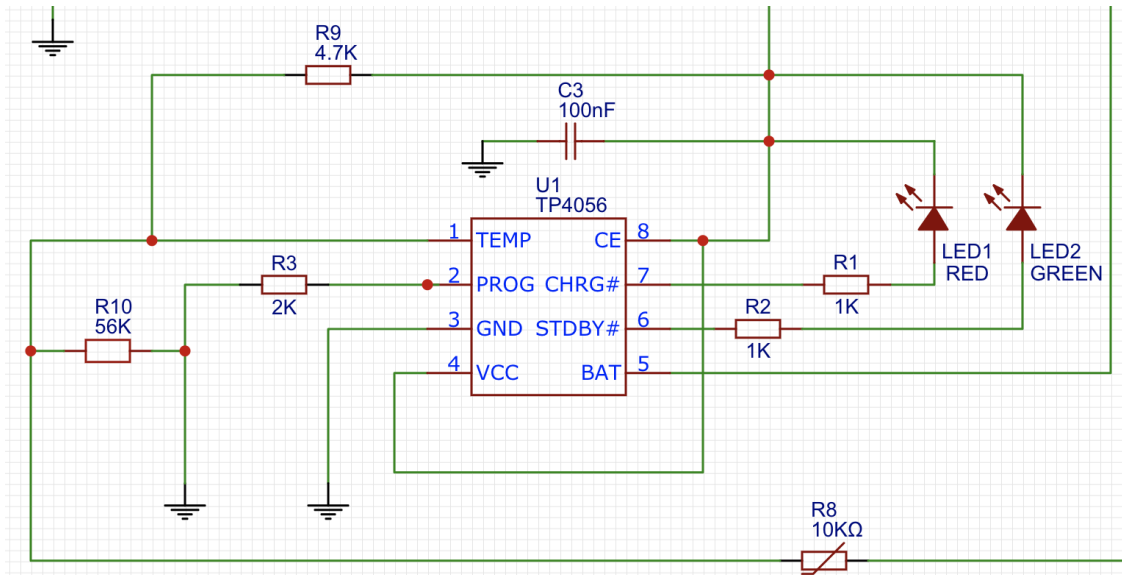 R9
4.7K
C3
100nF
U1
TP4056
1 TEMP CE 8
2 PROG CHRG# 7
3 GND STDBY# 6
4 VCC BAT 5
R3
2K
R10
56K
R1
1K
R2
1K
LED1
RED
LED2
GREEN
R8
10KΩ